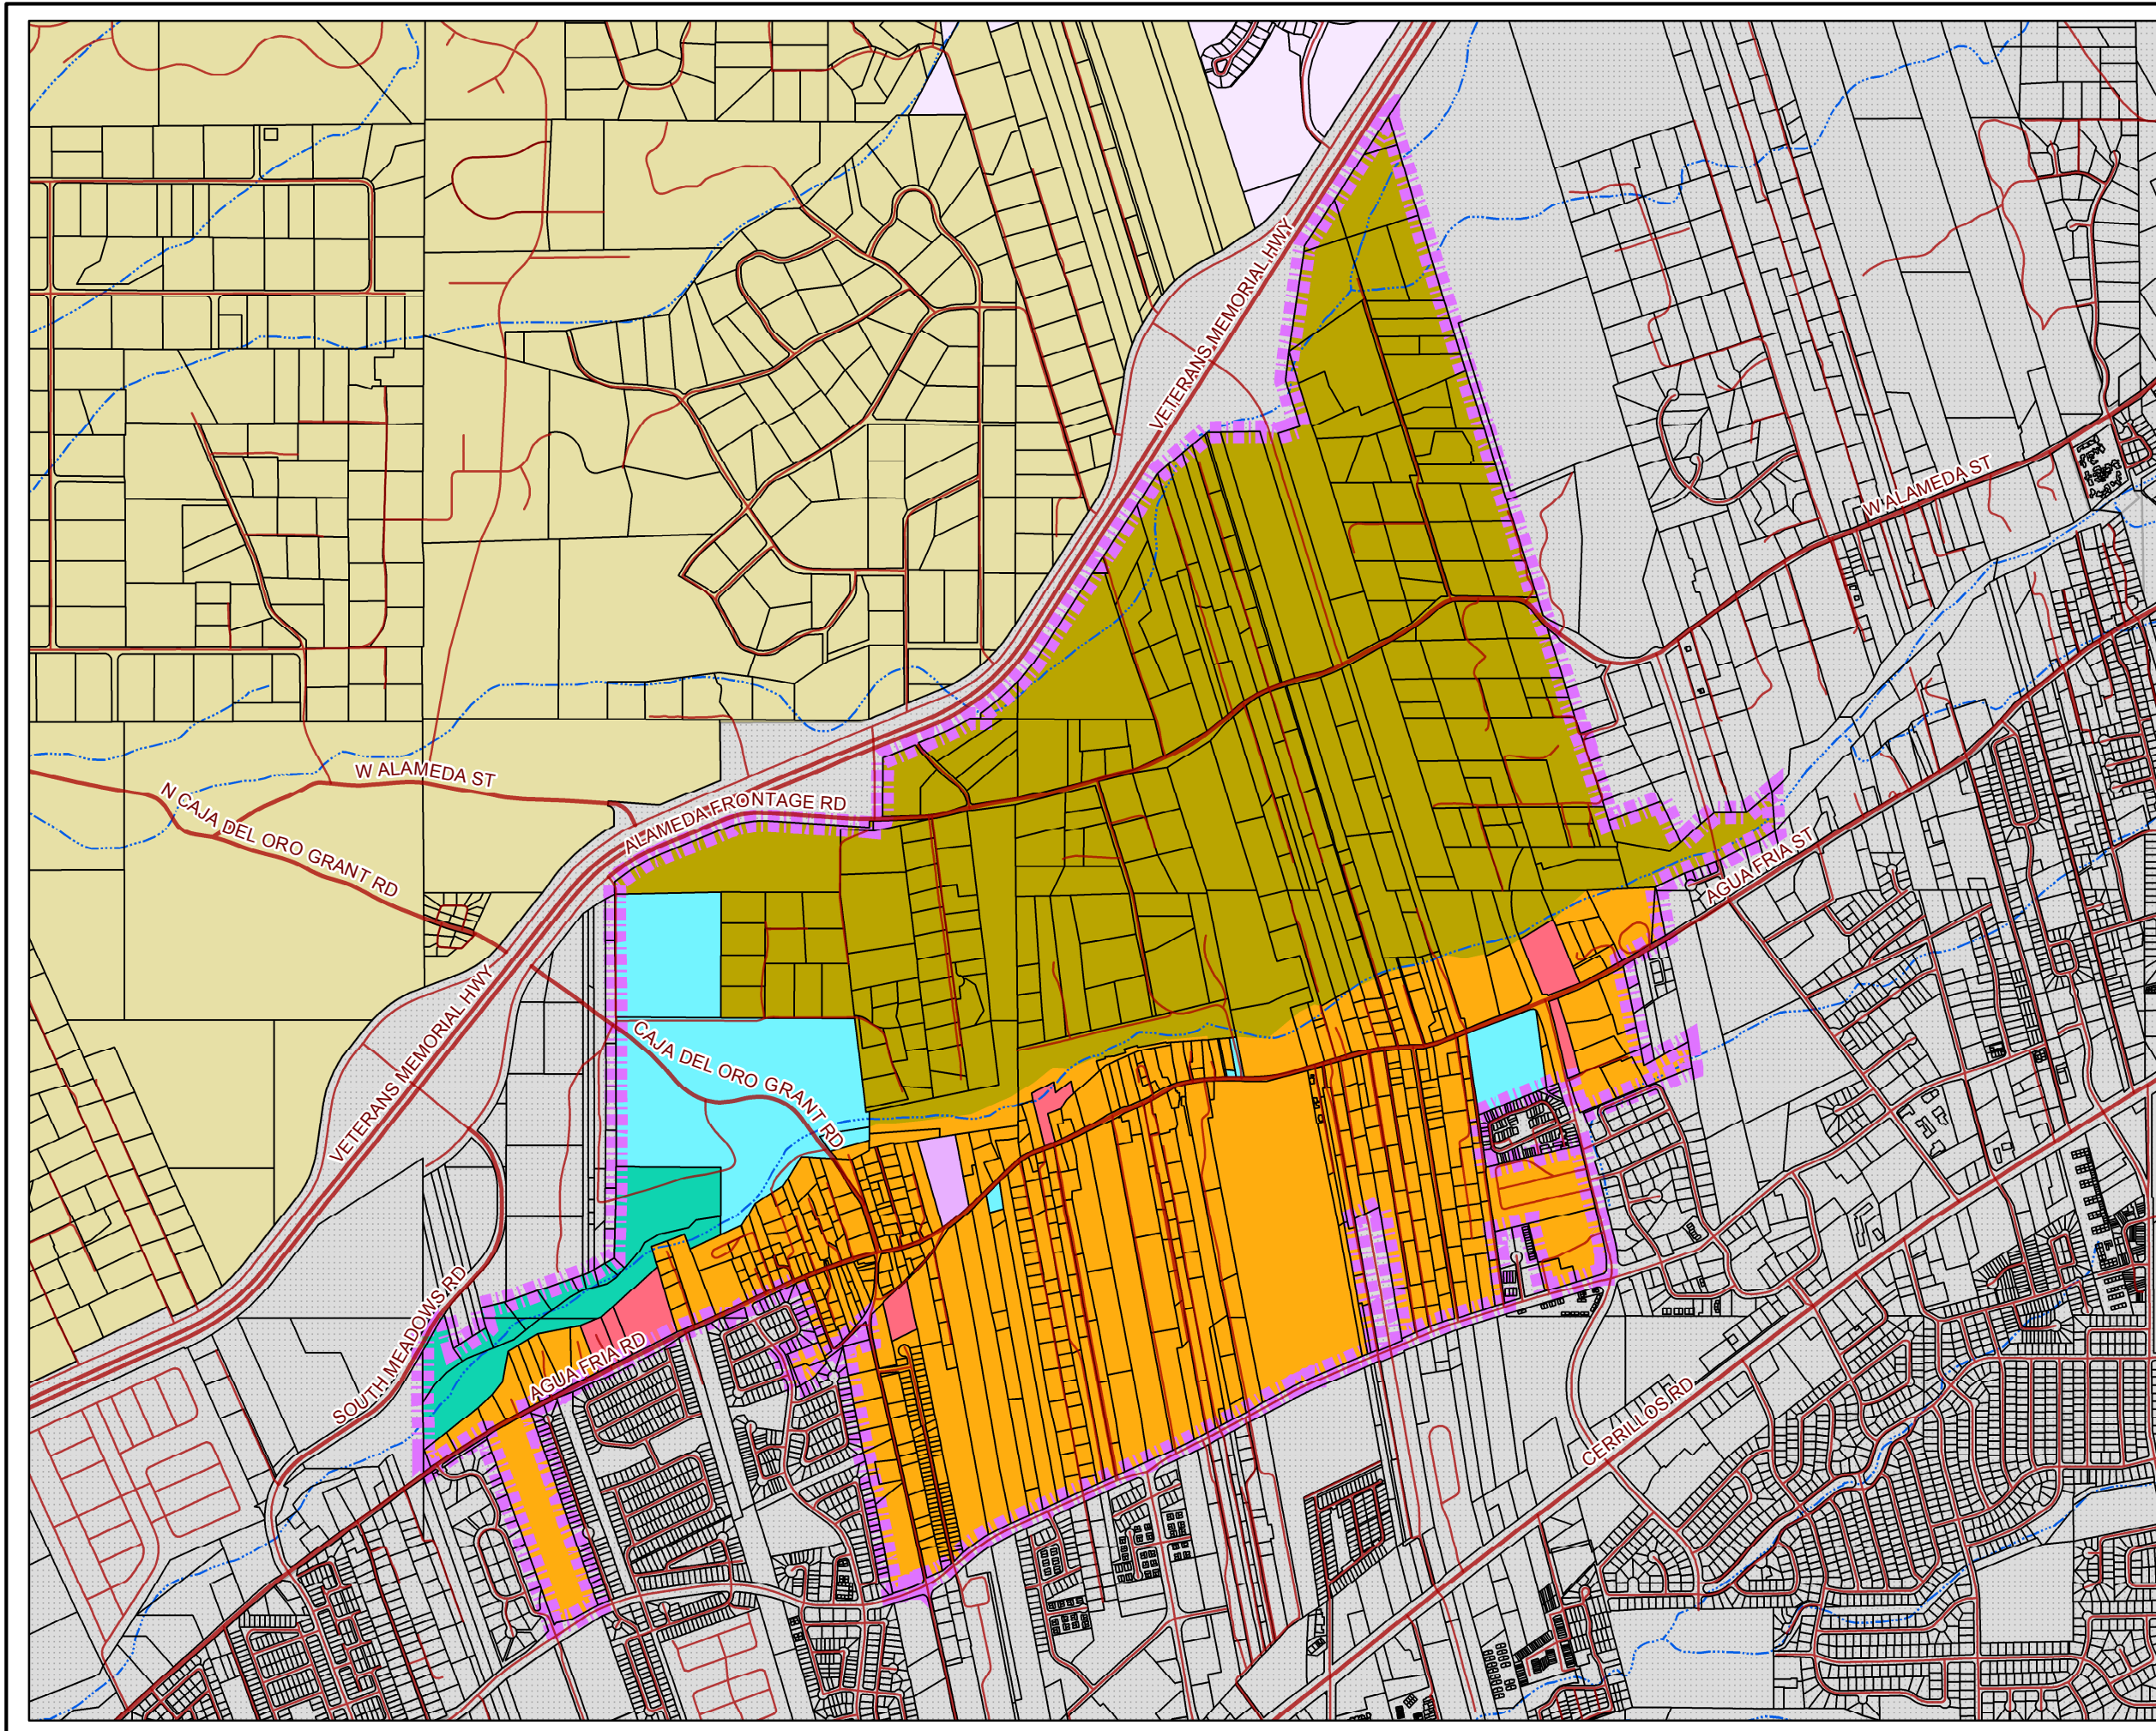 VETERANS MEMORIAL HWY
W ALAMEDA ST
W ALAMEDA ST
N CAJA DEL ORO GRANT RD
ALAMEDA FRONTAGE RD
AGUA FRIA ST
VETERANS MEMORIAL HWY
CAJA DEL ORO GRANT RD
SOUTH MEADOWS RD
AGUA FRIA RD
CERRILLOS RD